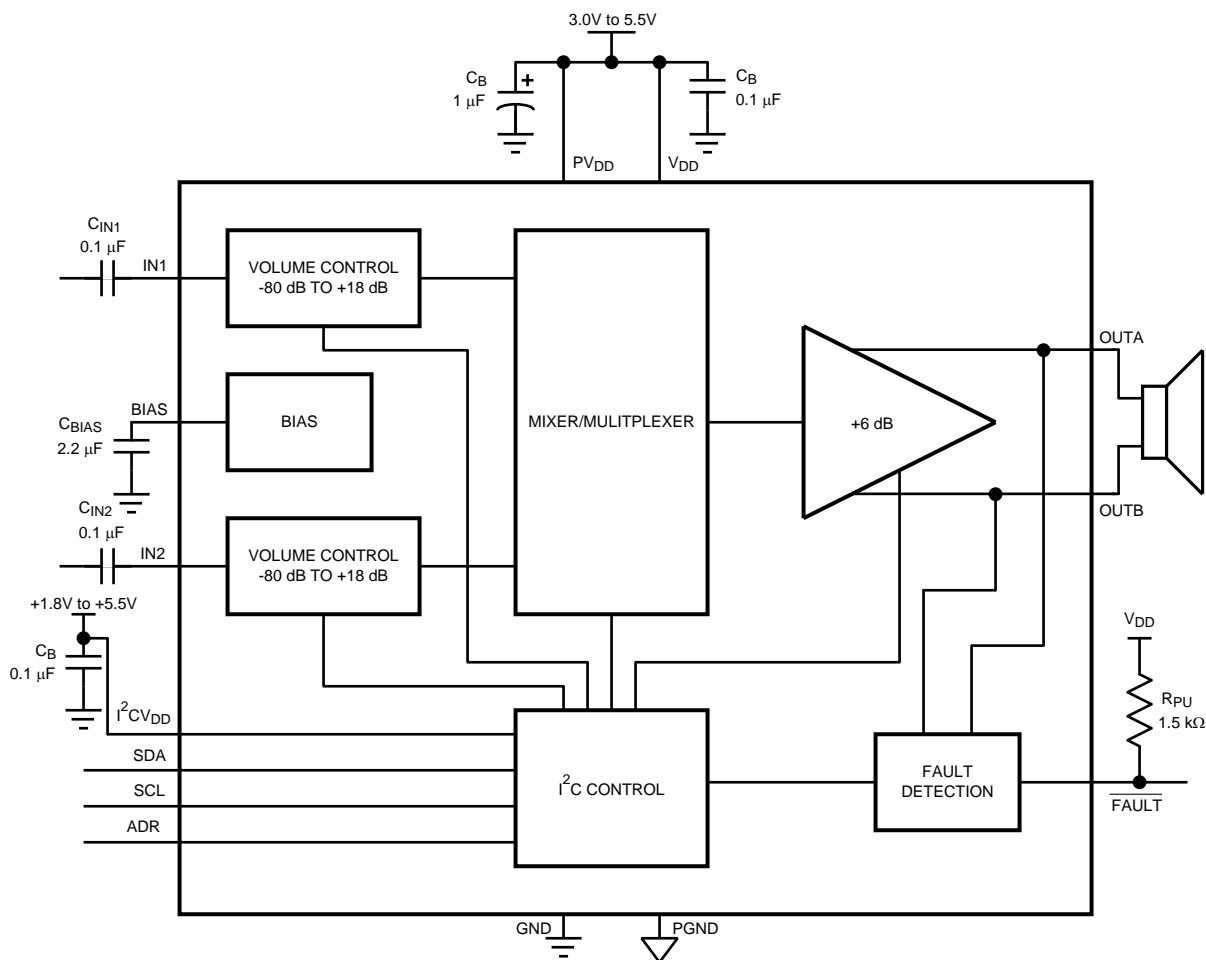 3.0V to 5.5V
CB
1 μF
+
CB
0.1 μF
PVDD
VDD
CIN1
0.1 μF
IN1
VOLUME CONTROL
-80 dB TO +18 dB
MIXER/MULITPLEXER
OUTA
BIAS
CBIAS
2.2 μF
BIAS
+6 dB
CIN2
0.1 μF
IN2
VOLUME CONTROL
-80 dB TO +18 dB
OUTB
+1.8V to +5.5V
CB
0.1 μF
VDD
RPU
1.5 kΩ
I²CVDD
SDA
SCL
ADR
I²C CONTROL
FAULT
DETECTION
FAULT
GND
PGND